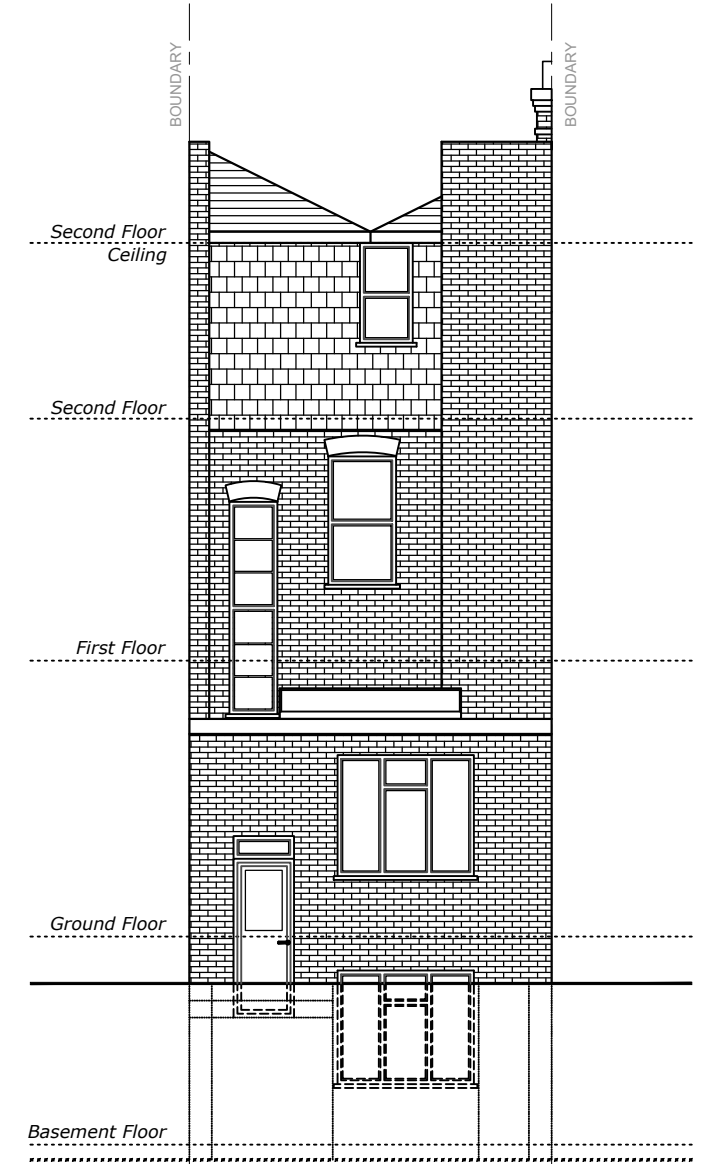 BOUNDARY
BOUNDARY
Second Floor
Ceiling
Second Floor
First Floor
Ground Floor
Basement Floor